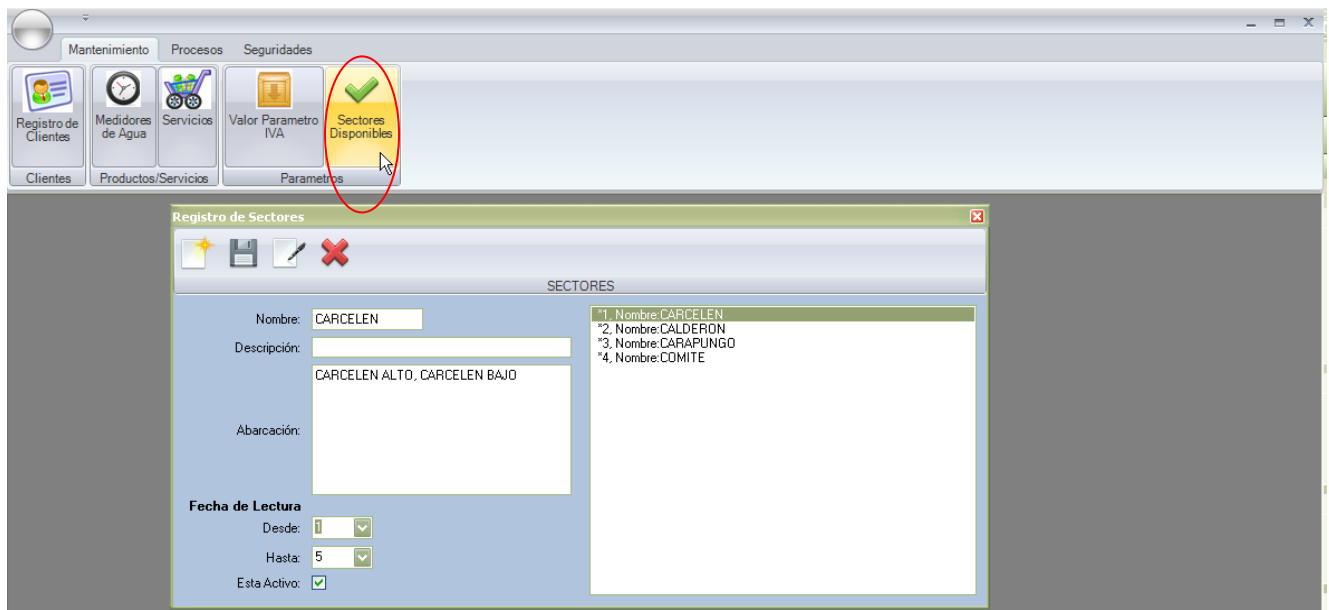 Mantenimiento Procesos Seguridades
Registro de Clientes
Medidores de Agua
Servicios
Valor Parametro IVA
Sectores Disponibles
Clientes Productos/Servicios Parametros
Registro de Sectores
SECTORES
Nombre: CARCELEN
Descripción:
Abarcación: CARCELEN ALTO, CARCELEN BAJO
Fecha de Lectura
Desde: 1
Hasta: 5
Esta Activo:
*1, Nombre:CARCELEN
*2, Nombre:CALDERON
*3, Nombre:CARAPUNGO
*4, Nombre:COMITE